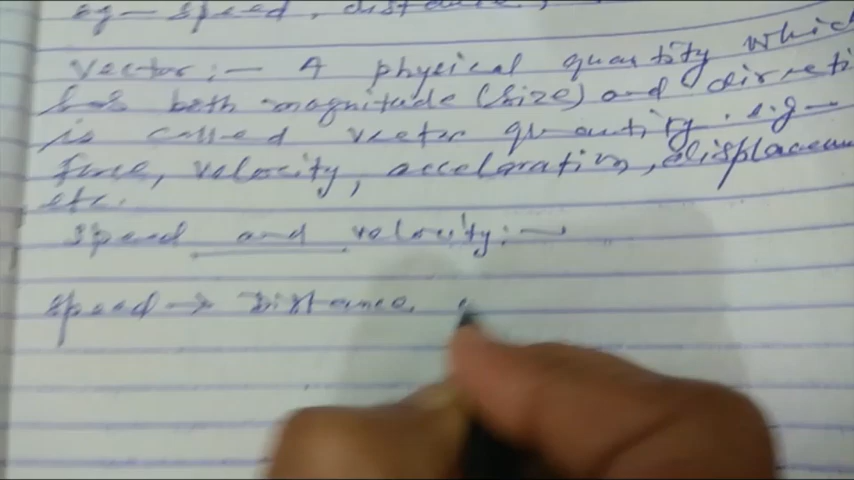 eg- speed, distance,
Vector :- A physical quantity which
has both magnitude (size) and directi
is called vector quantity. e.g-
force, velocity, acceleration, displacem
etc.
Speed and velocity :-
Speed → Distance